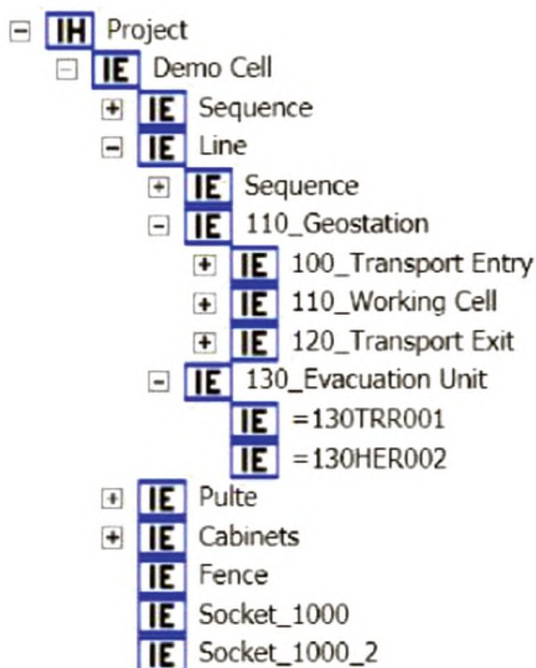 IH Project
IE Demo Cell
IE Sequence
IE Line
IE Sequence
IE 110_Geostation
IE 100_Transport Entry
IE 110_Working Cell
IE 120_Transport Exit
IE 130_Evacuation Unit
IE =130TRR001
IE =130HER002
IE Pulte
IE Cabinets
IE Fence
IE Socket_1000
IE Socket_1000_2